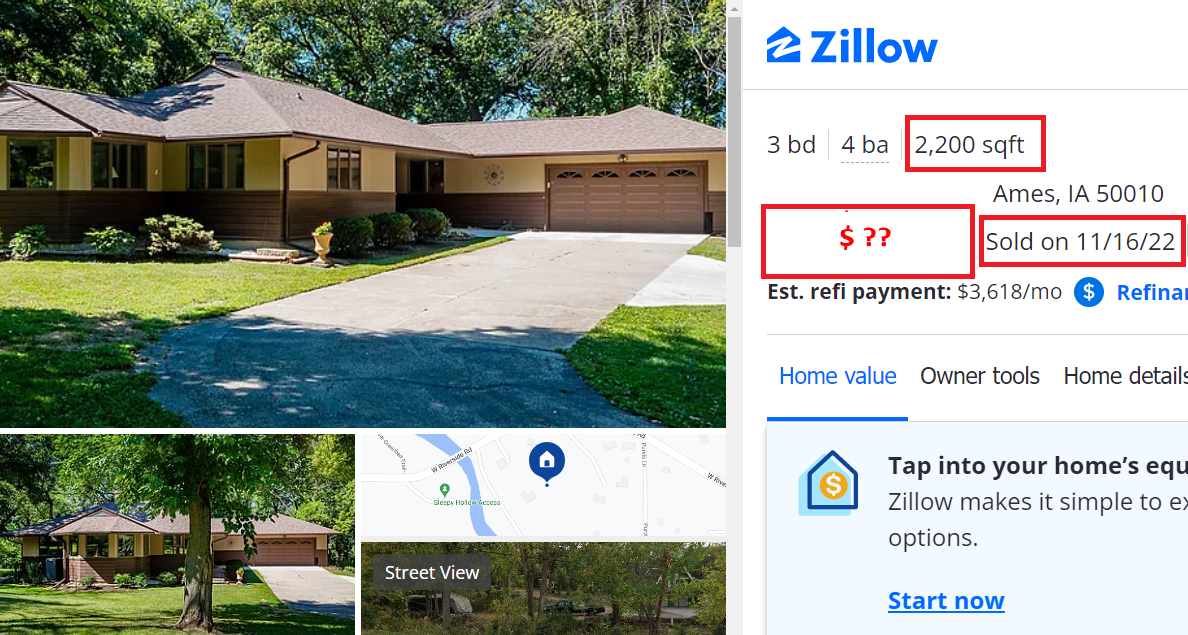 Zillow
3 bd
4 ba
2,200 sqft
Ames, IA 50010
$ ??
Sold on 11/16/22
Est. refi payment: $3,618/mo
$
Refinan
Home value
Owner tools
Home details
$
Tap into your home's equ
Zillow makes it simple to ex
options.
Start now
W Riverside Rd
Sleepy Hollow Access
Purvis Ln
Street View